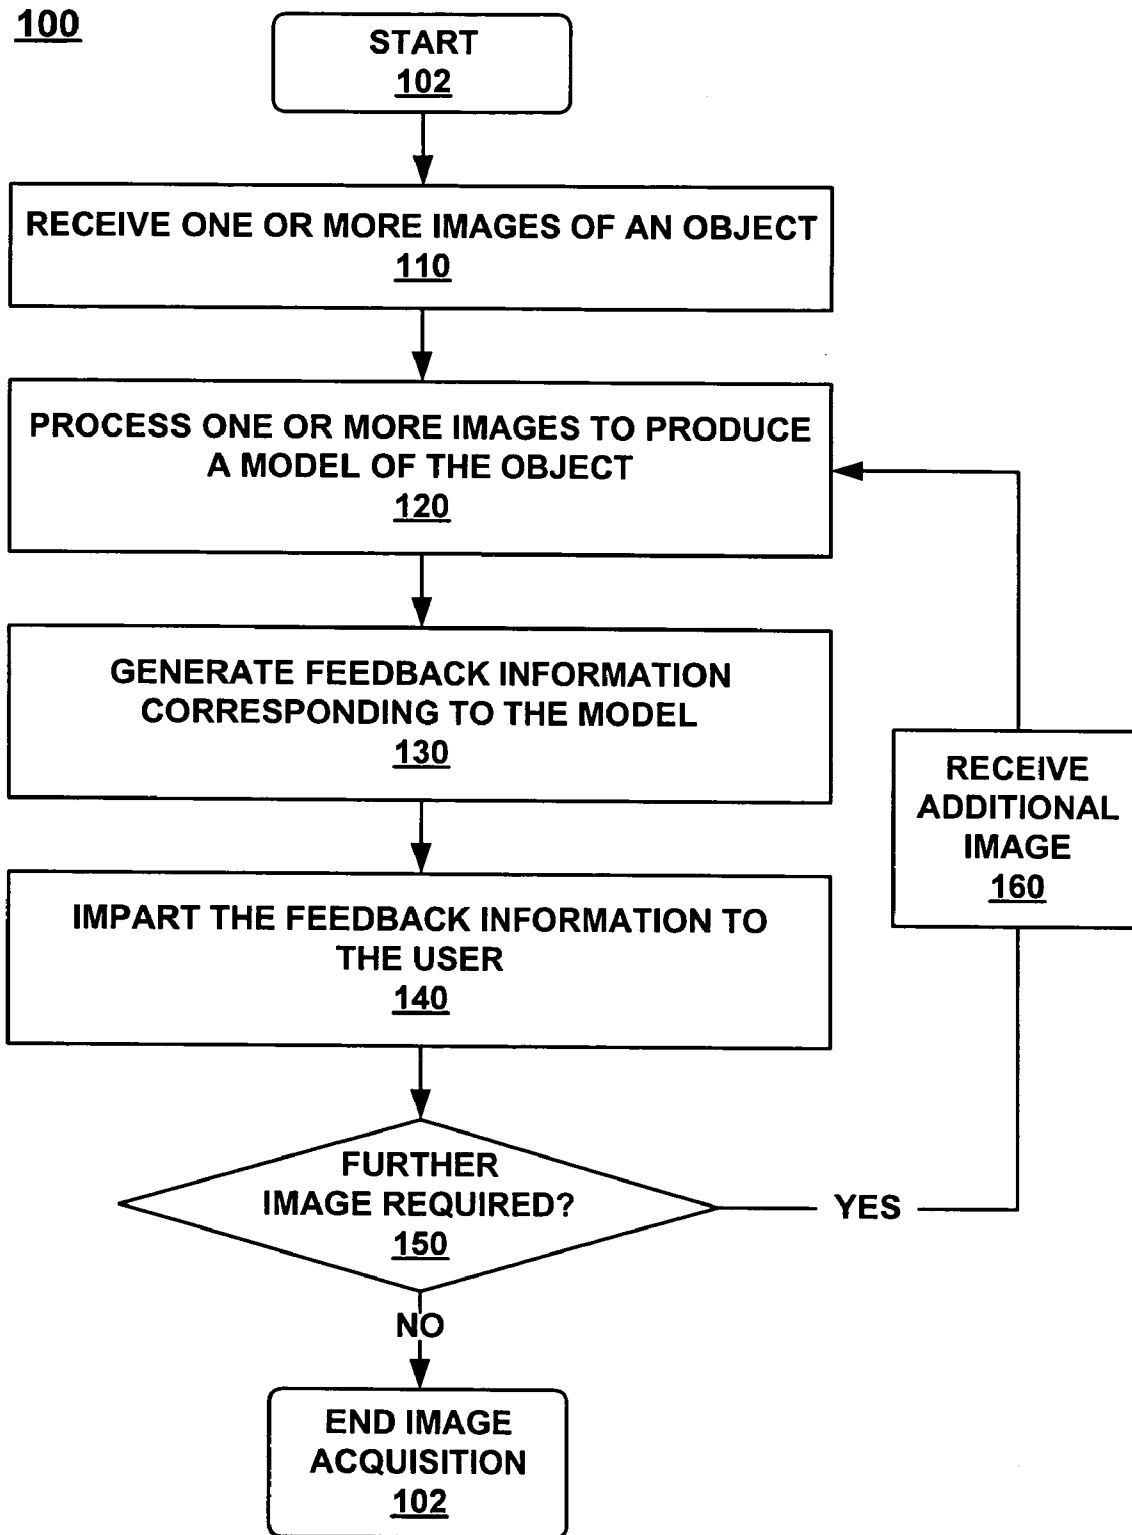 100
START
102
RECEIVE ONE OR MORE IMAGES OF AN OBJECT
110
PROCESS ONE OR MORE IMAGES TO PRODUCE
A MODEL OF THE OBJECT
120
GENERATE FEEDBACK INFORMATION
CORRESPONDING TO THE MODEL
130
RECEIVE
ADDITIONAL
IMAGE
160
IMPART THE FEEDBACK INFORMATION TO
THE USER
140
FURTHER
IMAGE REQUIRED?
150
YES
NO
END IMAGE
ACQUISITION
102